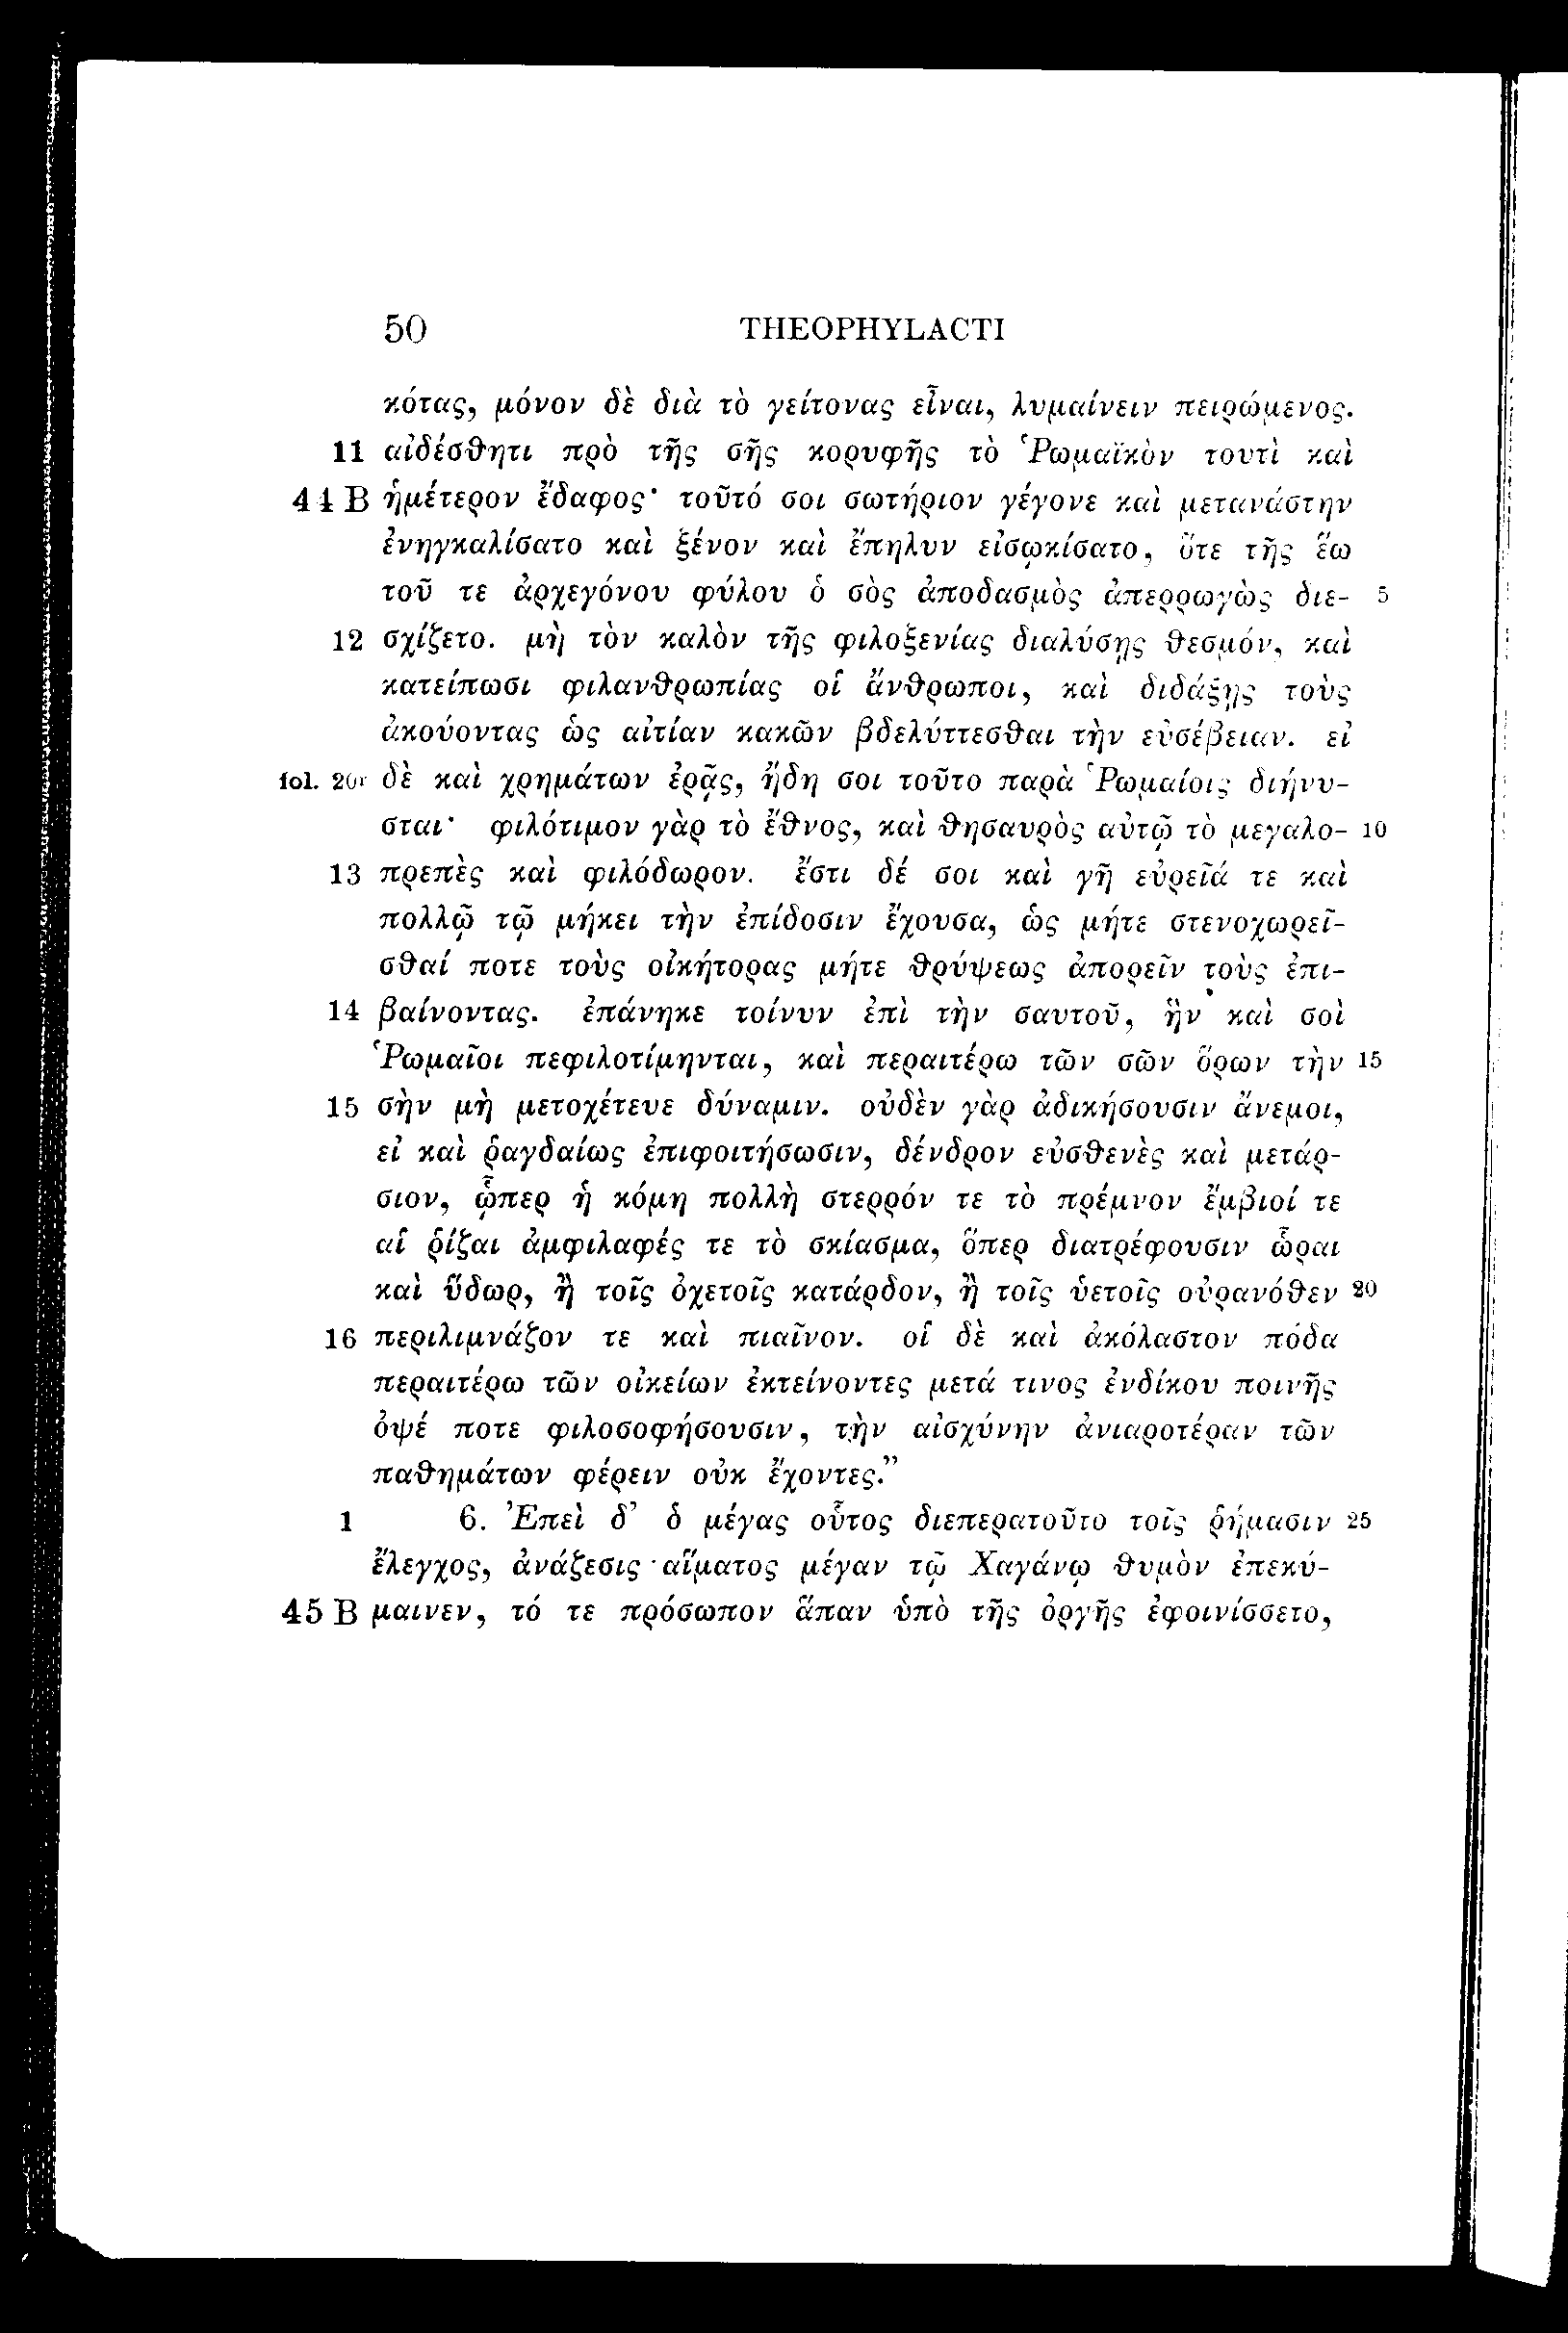 50 THEOPHYLACTI
κότας, μόνον δὲ διὰ τὸ γείτονας εἶναι, λυμαίνειν πειρώμενος.
11 αἰδέσθητι πρὸ τῆς σῆς κορυφῆς τὸ Ῥωμαϊκὸν τουτὶ καὶ
44 B ἡμέτερον ἔδαφος· τοῦτό σοι σωτήριον γέγονε καὶ μετανάστην
ἐνηγκαλίσατο καὶ ξένον καὶ ἔπηλυν εἰσῳκίσατο, ὅτε τῆς ἕω
τοῦ τε ἀρχεγόνου φύλου ὁ σὸς ἀποδασμὸς ἀπερρωγὼς διε- 5
12 σχίζετο. μὴ τὸν καλὸν τῆς φιλοξενίας διαλύσῃς θεσμόν, καὶ
κατείπωσι φιλανθρωπίας οἱ ἄνθρωποι, καὶ διδάξῃς τοὺς
ἀκούοντας ὡς αἰτίαν κακῶν βδελύττεσθαι τὴν εὐσέβειαν. εἰ
fol. 20r δὲ καὶ χρημάτων ἐρᾷς, ἤδη σοι τοῦτο παρὰ Ῥωμαίοις διήνυ-
σται· φιλότιμον γὰρ τὸ ἔθνος, καὶ θησαυρὸς αὐτῷ τὸ μεγαλο- 10
13 πρεπὲς καὶ φιλόδωρον. ἔστι δέ σοι καὶ γῆ εὐρεῖά τε καὶ
πολλῷ τῷ μήκει τὴν ἐπίδοσιν ἔχουσα, ὡς μήτε στενοχωρεῖ-
σθαί ποτε τοὺς οἰκήτορας μήτε θρύψεως ἀπορεῖν τοὺς ἐπι-
14 βαίνοντας. ἐπάνηκε τοίνυν ἐπὶ τὴν σαυτοῦ, ἣν καὶ σοὶ
Ῥωμαῖοι πεφιλοτίμηνται, καὶ περαιτέρω τῶν σῶν ὅρων τὴν 15
15 σὴν μὴ μετοχέτευε δύναμιν. οὐδὲν γὰρ ἀδικήσουσιν ἄνεμοι,
εἰ καὶ ῥαγδαίως ἐπιφοιτήσωσιν, δένδρον εὐσθενὲς καὶ μετάρ-
σιον, ᾧπερ ἡ κόμη πολλὴ στερρόν τε τὸ πρέμνον ἔμβιοί τε
αἱ ῥίζαι ἀμφιλαφές τε τὸ σκίασμα, ὅπερ διατρέφουσιν ὧραι
καὶ ὕδωρ, ἢ τοῖς ὀχετοῖς κατάρδον, ἢ τοῖς ὑετοῖς οὐρανόθεν 20
16 περιλιμνάζον τε καὶ πιαῖνον. οἱ δὲ καὶ ἀκόλαστον πόδα
περαιτέρω τῶν οἰκείων ἐκτείνοντες μετά τινος ἐνδίκου ποινῆς
ὀψέ ποτε φιλοσοφήσουσιν, τὴν αἰσχύνην ἀνιαροτέραν τῶν
παθημάτων φέρειν οὐκ ἔχοντες.”
1 6. Ἐπεὶ δ’ ὁ μέγας οὗτος διεπερατοῦτο τοῖς ῥήμασιν 25
ἔλεγχος, ἀνάζεσις αἵματος μέγαν τῷ Χαγάνῳ θυμὸν ἐπεκύ-
45 B μαινεν, τό τε πρόσωπον ἅπαν ὑπὸ τῆς ὀργῆς ἐφοινίσσετο,